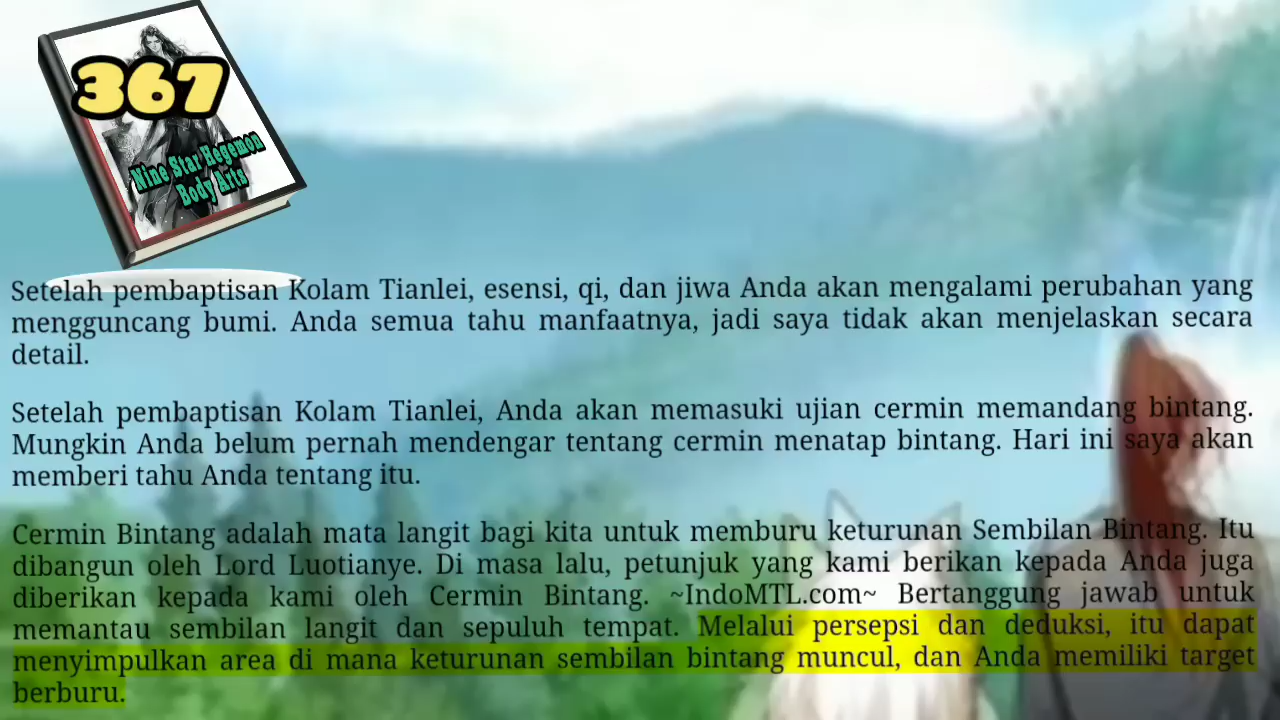 367
Nine Star Hegemon
Body Arts
Setelah pembaptisan Kolam Tianlei, esensi, qi, dan jiwa Anda akan mengalami perubahan yang
mengguncang bumi. Anda semua tahu manfaatnya, jadi saya tidak akan menjelaskan secara
detail.
Setelah pembaptisan Kolam Tianlei, Anda akan memasuki ujian cermin memandang bintang.
Mungkin Anda belum pernah mendengar tentang cermin menatap bintang. Hari ini saya akan
memberi tahu Anda tentang itu.
Cermin Bintang adalah mata langit bagi kita untuk memburu keturunan Sembilan Bintang. Itu
dibangun oleh Lord Luotianye. Di masa lalu, petunjuk yang kami berikan kepada Anda juga
diberikan kepada kami oleh Cermin Bintang. ~IndoMTL.com~ Bertanggung jawab untuk
memantau sembilan langit dan sepuluh tempat. Melalui persepsi dan deduksi, itu dapat
menyimpulkan area di mana keturunan sembilan bintang muncul, dan Anda memiliki target
berburu.